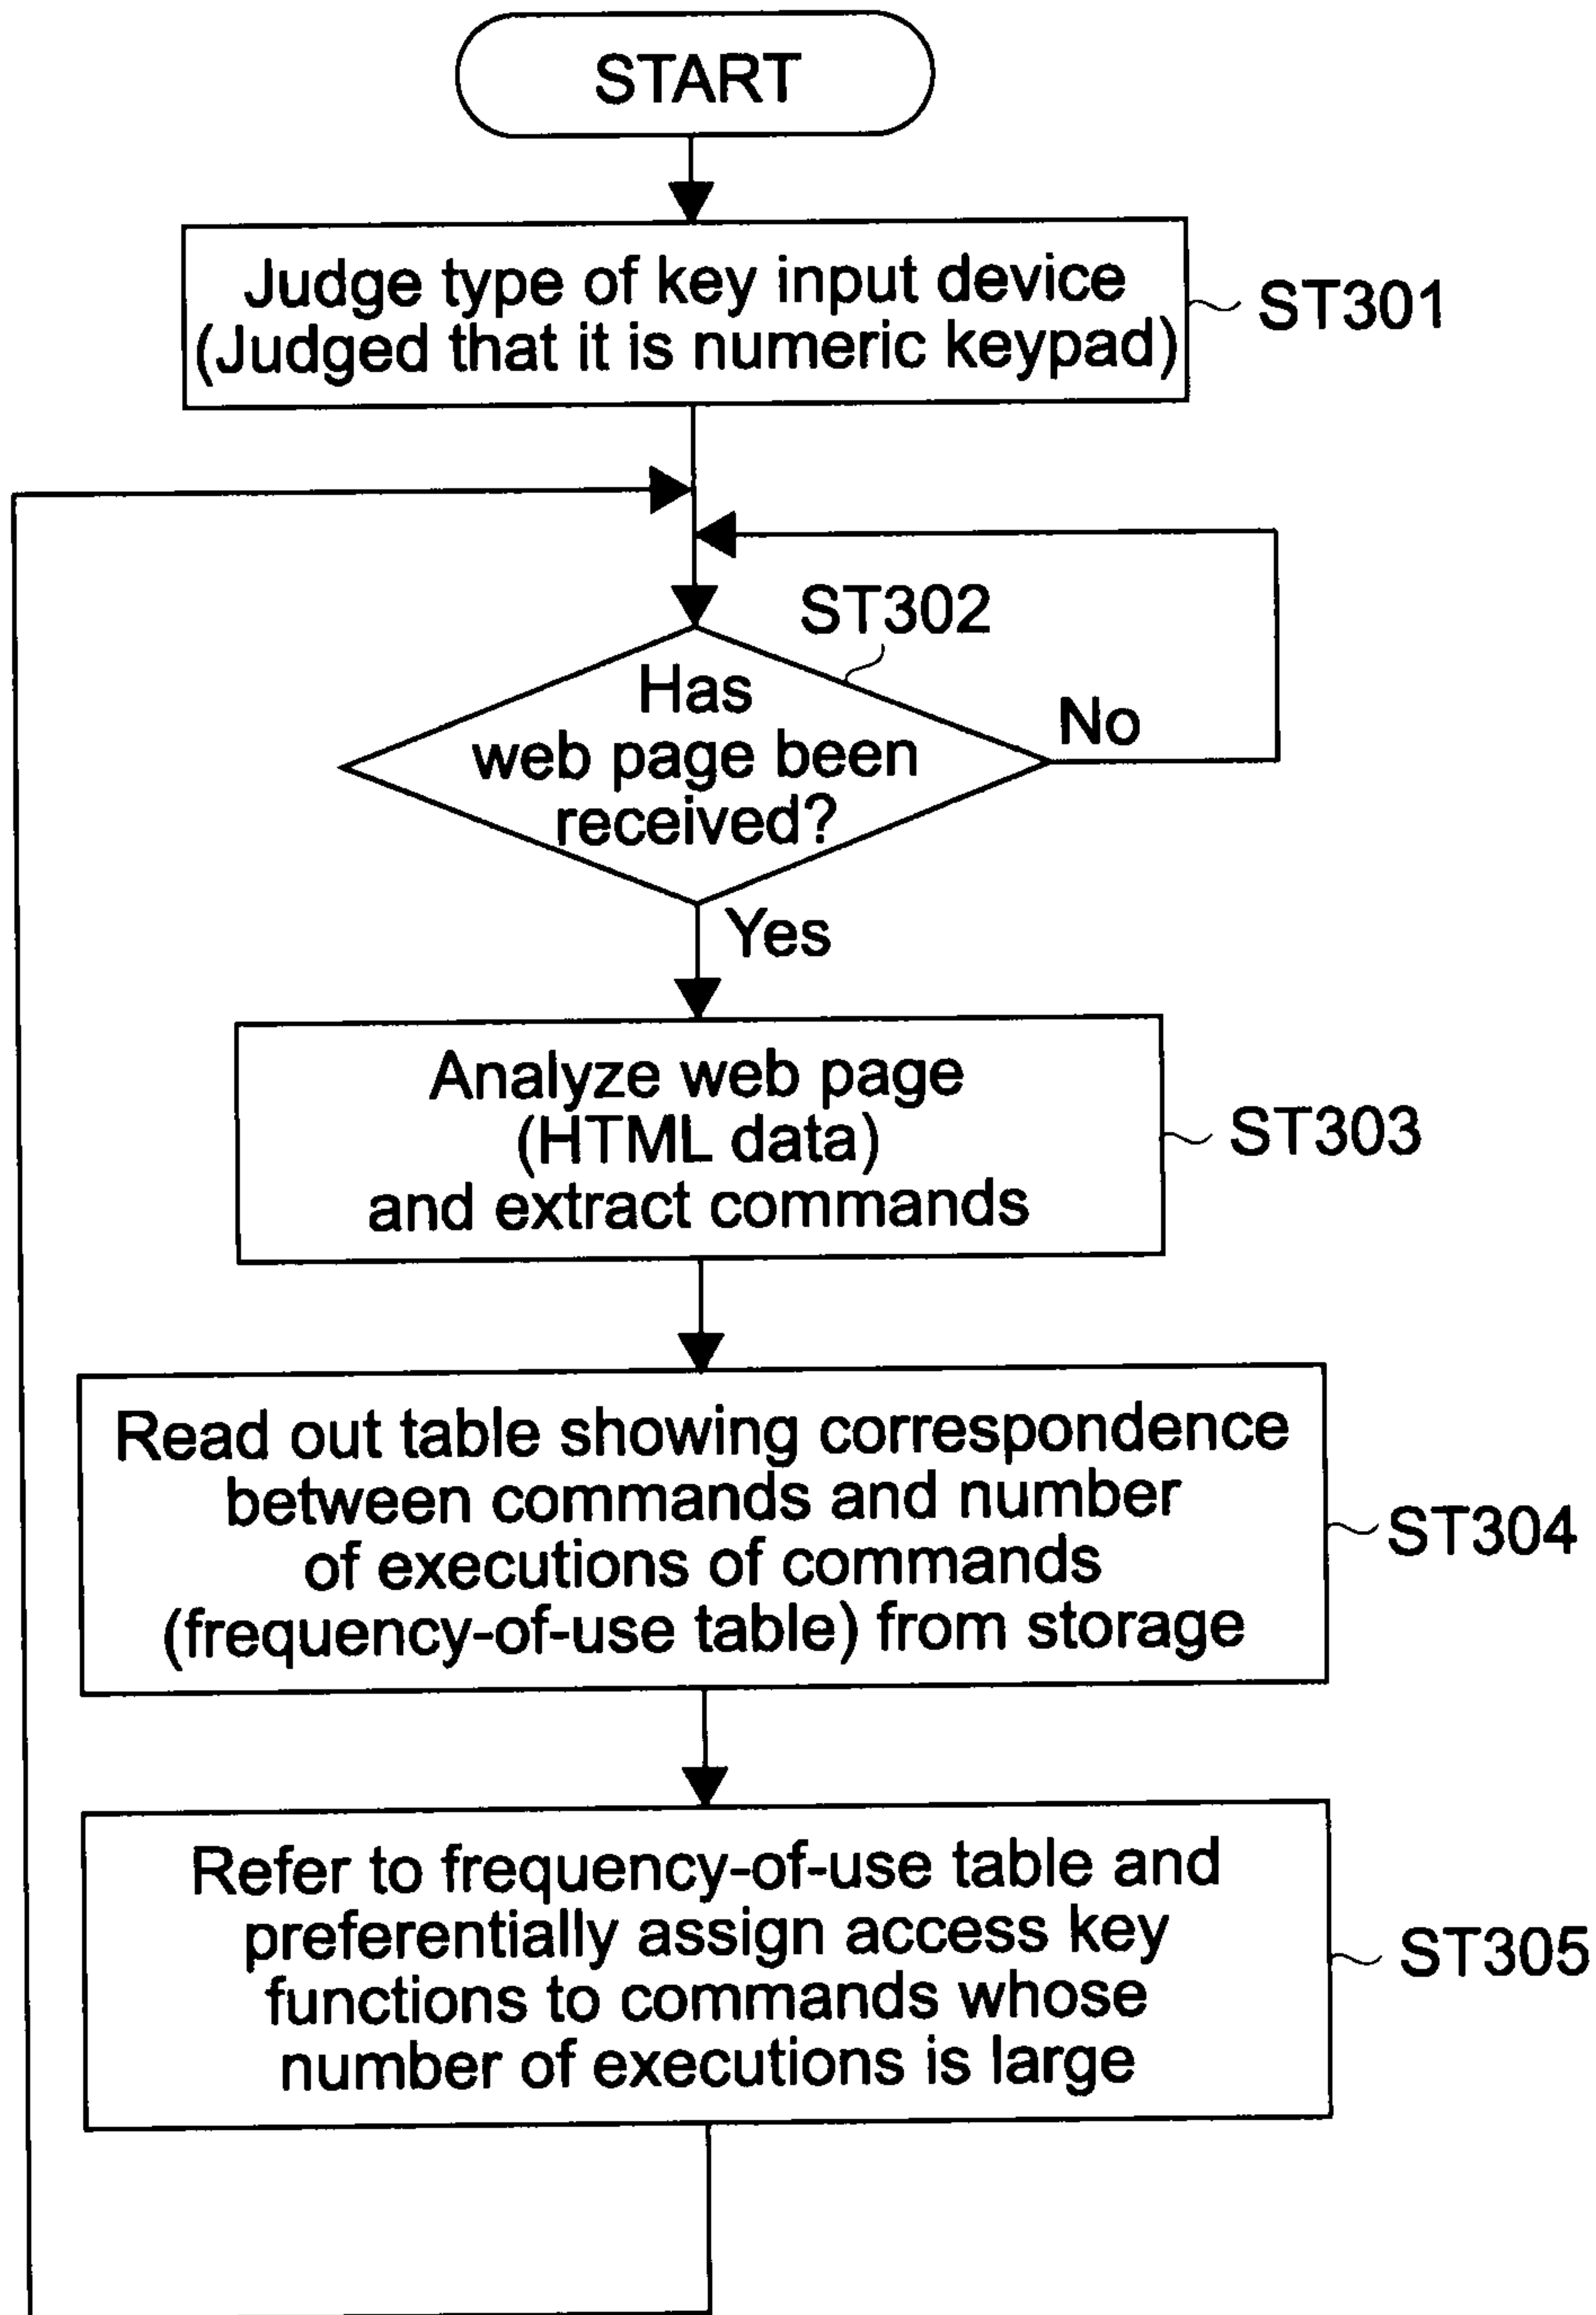 START
Judge type of key input device
(Judged that it is numeric keypad)
ST301
ST302
Has
web page been
received?
No
Yes
Analyze web page
(HTML data)
and extract commands
ST303
Read out table showing correspondence
between commands and number
of executions of commands
(frequency-of-use table) from storage
ST304
Refer to frequency-of-use table and
preferentially assign access key
functions to commands whose
number of executions is large
ST305